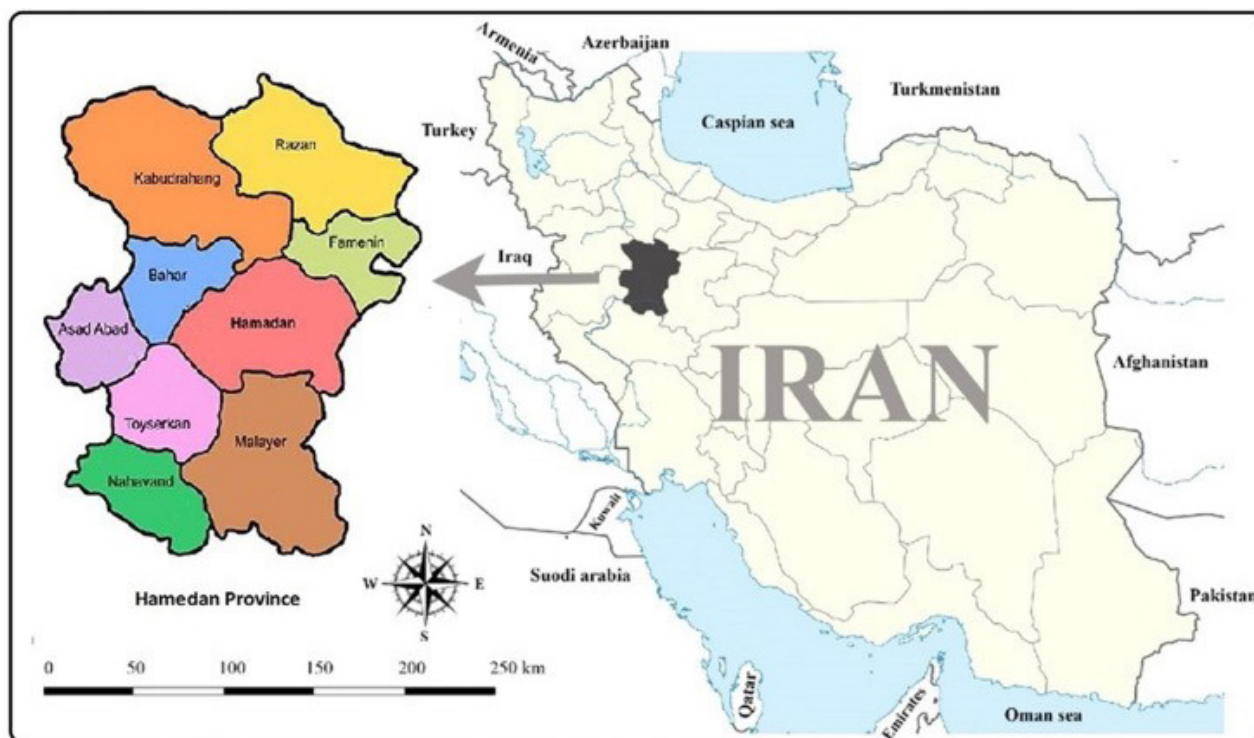 Razan
Kabudrahang
Famenin
Bahar
Hamadan
Asad Abad
Toyserkan
Malayer
Nahavand
Hamedan Province
N
W
E
S
0 50 100 150 200 250 km
Armenia
Azerbaijan
Turkey
Caspian sea
Turkmenistan
Iraq
IRAN
Afghanistan
Kuwait
Suodi arabia
Pakistan
Qatar
Emirates
Oman sea